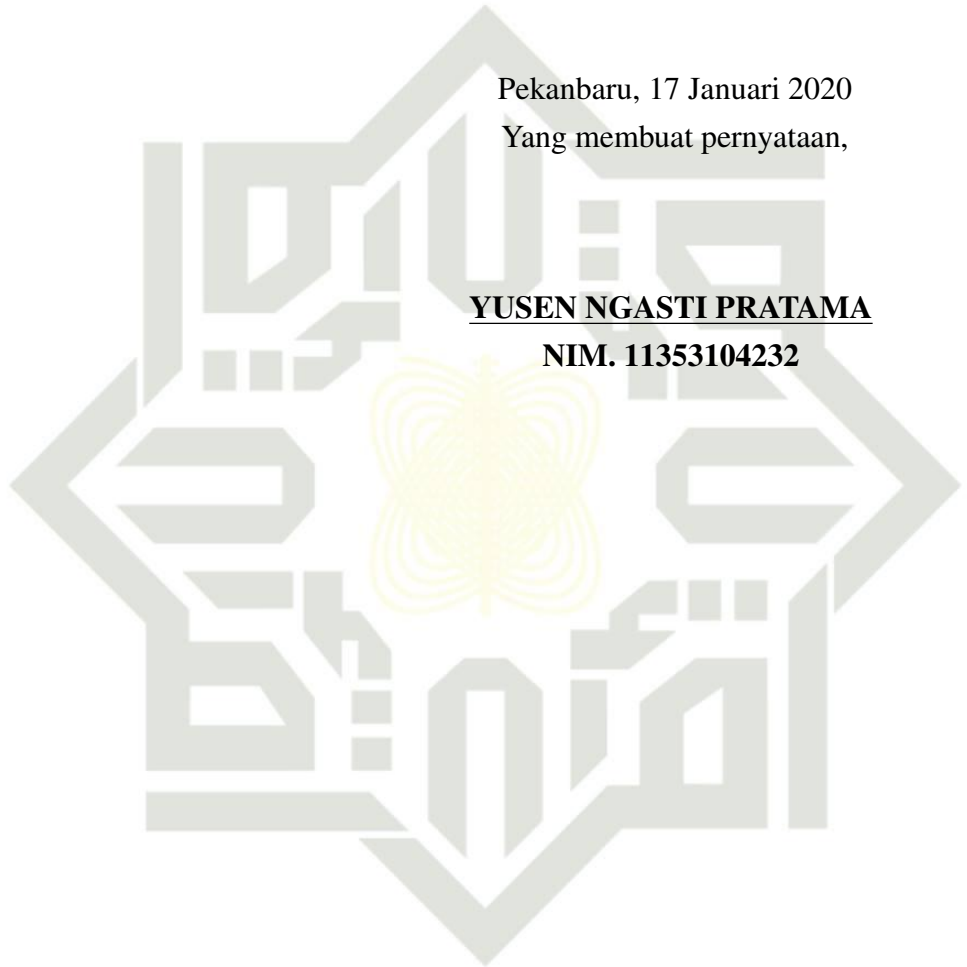 Pekanbaru, 17 Januari 2020
Yang membuat pernyataan,
YUSEN NGASTI PRATAMA
NIM. 11353104232